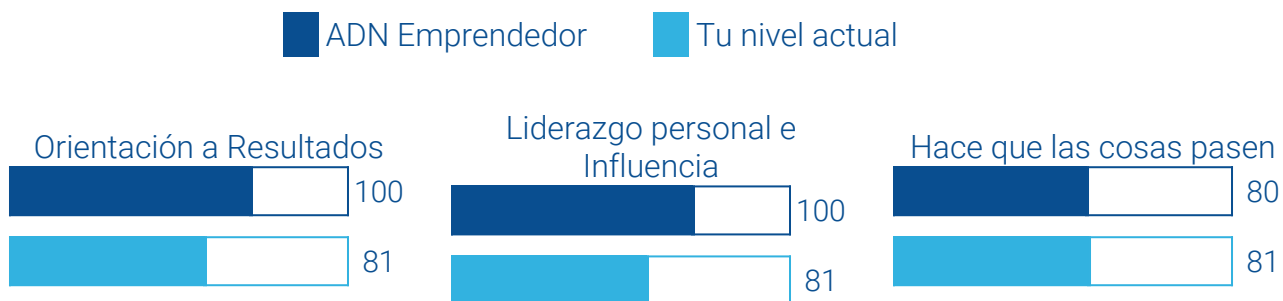 ADN Emprendedor
Tu nivel actual
Orientación a Resultados
100
81
Liderazgo personal e
Influencia
100
81
Hace que las cosas pasen
80
81